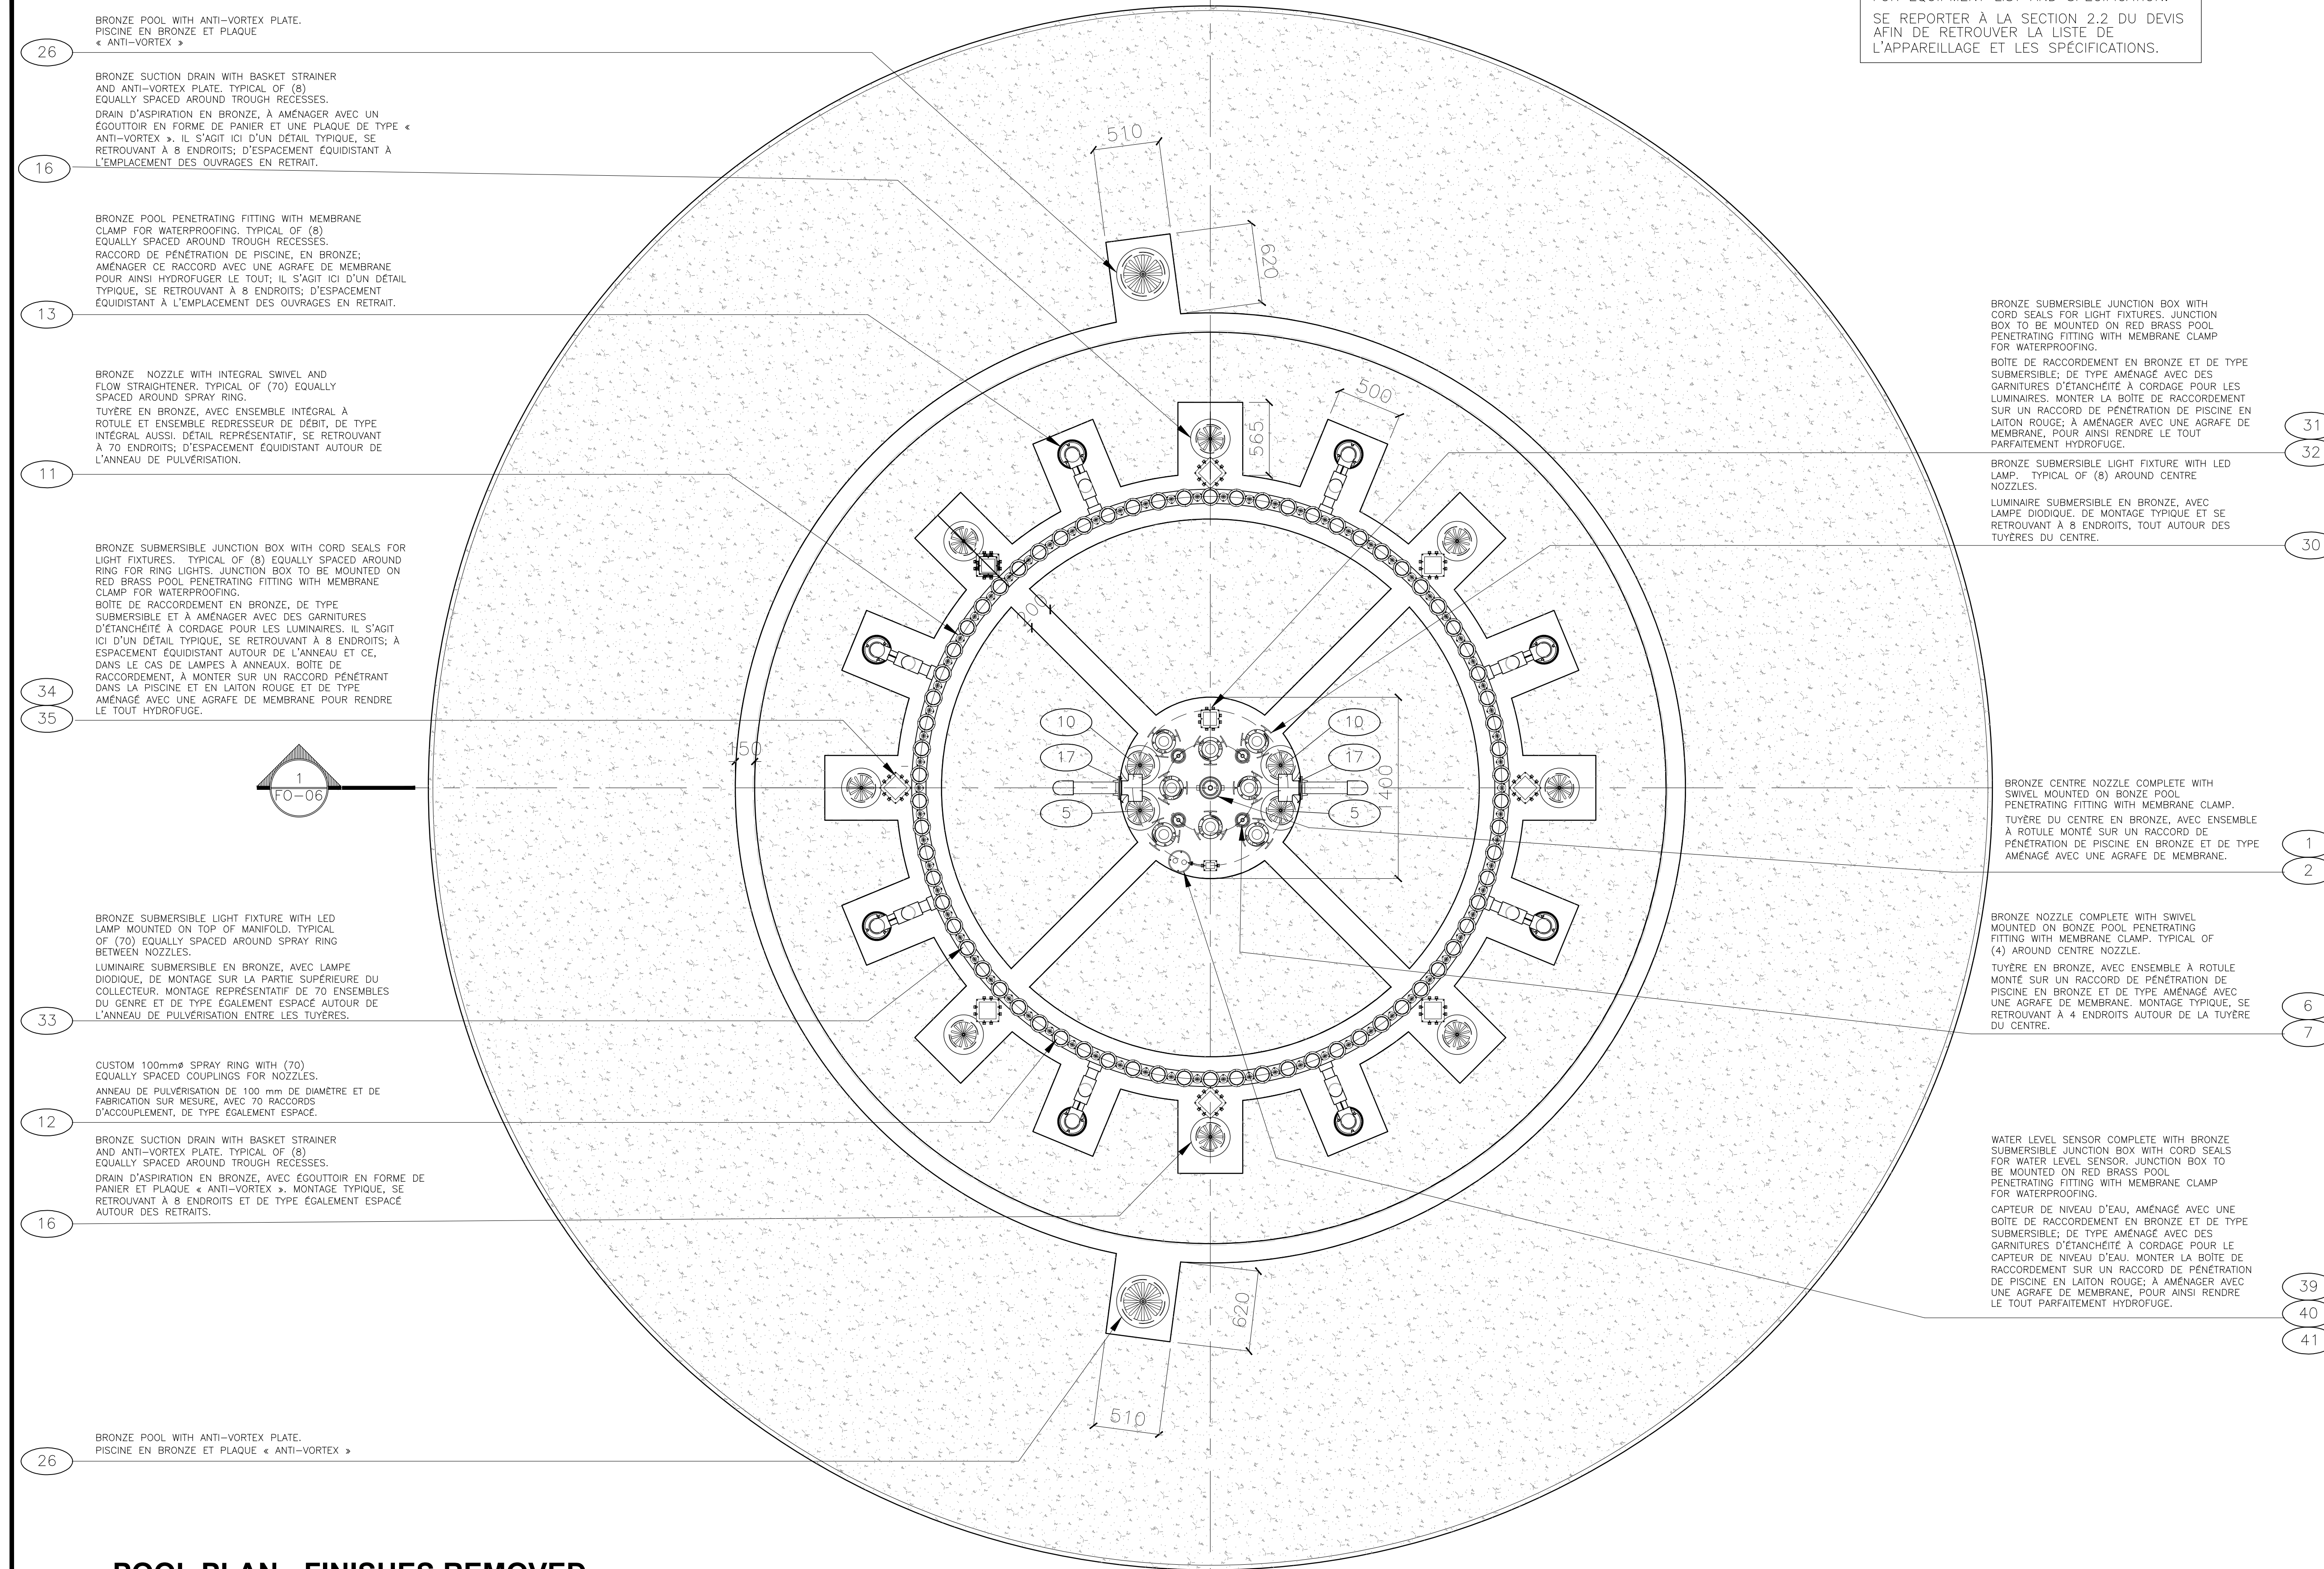 BRONZE POOL WITH ANTI-VORTEX PLATE.
PISCINE EN BRONZE ET PLAQUE
« ANTI-VORTEX »
26
BRONZE SUCTION DRAIN WITH BASKET STRAINER
AND ANTI-VORTEX PLATE. TYPICAL OF (8)
EQUALLY SPACED AROUND TROUGH RECESSES.
DRAIN D'ASPIRATION EN BRONZE, À AMÉNAGER AVEC UN
ÉGOUTTOIR EN FORME DE PANIER ET UNE PLAQUE DE TYPE «
ANTI-VORTEX ». IL S'AGIT ICI D'UN DÉTAIL TYPIQUE, SE
RETROUVANT À 8 ENDROITS; D'ESPACEMENT ÉQUIDISTANT À
L'EMPLACEMENT DES OUVRAGES EN RETRAIT.
16
BRONZE POOL PENETRATING FITTING WITH MEMBRANE
CLAMP FOR WATERPROOFING. TYPICAL OF (8)
EQUALLY SPACED AROUND TROUGH RECESSES.
RACCORD DE PÉNÉTRATION DE PISCINE, EN BRONZE;
AMÉNAGER CE RACCORD AVEC UNE AGRAFE DE MEMBRANE
POUR AINSI HYDROFUGER LE TOUT; IL S'AGIT ICI D'UN DÉTAIL
TYPIQUE, SE RETROUVANT À 8 ENDROITS; D'ESPACEMENT
ÉQUIDISTANT À L'EMPLACEMENT DES OUVRAGES EN RETRAIT.
13
BRONZE NOZZLE WITH INTEGRAL SWIVEL AND
FLOW STRAIGHTENER. TYPICAL OF (70) EQUALLY
SPACED AROUND SPRAY RING.
TUYÈRE EN BRONZE, AVEC ENSEMBLE INTÉGRAL À
ROTULE ET ENSEMBLE REDRESSEUR DE DÉBIT, DE TYPE
INTÉGRAL AUSSI. DÉTAIL REPRÉSENTATIF, SE RETROUVANT
À 70 ENDROITS; D'ESPACEMENT ÉQUIDISTANT AUTOUR DE
L'ANNEAU DE PULVÉRISATION.
11
BRONZE SUBMERSIBLE JUNCTION BOX WITH CORD SEALS FOR
LIGHT FIXTURES. TYPICAL OF (8) EQUALLY SPACED AROUND
RING FOR RING LIGHTS. JUNCTION BOX TO BE MOUNTED ON
RED BRASS POOL PENETRATING FITTING WITH MEMBRANE
CLAMP FOR WATERPROOFING.
BOÎTE DE RACCORDEMENT EN BRONZE, DE TYPE
SUBMERSIBLE ET À AMÉNAGER AVEC DES GARNITURES
D'ÉTANCHÉITÉ À CORDAGE POUR LES LUMINAIRES. IL S'AGIT
ICI D'UN DÉTAIL TYPIQUE, SE RETROUVANT À 8 ENDROITS; À
ESPACEMENT ÉQUIDISTANT AUTOUR DE L'ANNEAU ET CE,
DANS LE CAS DE LAMPES À ANNEAUX. BOÎTE DE
RACCORDEMENT, À MONTER SUR UN RACCORD PÉNÉTRANT
DANS LA PISCINE ET EN LAITON ROUGE ET DE TYPE
AMÉNAGÉ AVEC UNE AGRAFE DE MEMBRANE POUR RENDRE
LE TOUT HYDROFUGE.
34
35
1
FO-06
BRONZE SUBMERSIBLE LIGHT FIXTURE WITH LED
LAMP MOUNTED ON TOP OF MANIFOLD. TYPICAL
OF (70) EQUALLY SPACED AROUND SPRAY RING
BETWEEN NOZZLES.
LUMINAIRE SUBMERSIBLE EN BRONZE, AVEC LAMPE
DIODIQUE, DE MONTAGE SUR LA PARTIE SUPÉRIEURE DU
COLLECTEUR. MONTAGE REPRÉSENTATIF DE 70 ENSEMBLES
DU GENRE ET DE TYPE ÉGALEMENT ESPACÉ AUTOUR DE
L'ANNEAU DE PULVÉRISATION ENTRE LES TUYÈRES.
33
CUSTOM 100mmø SPRAY RING WITH (70)
EQUALLY SPACED COUPLINGS FOR NOZZLES.
ANNEAU DE PULVÉRISATION DE 100 mm DE DIAMÈTRE ET DE
FABRICATION SUR MESURE, AVEC 70 RACCORDS
D'ACCOUPLEMENT, DE TYPE ÉGALEMENT ESPACÉ.
12
BRONZE SUCTION DRAIN WITH BASKET STRAINER
AND ANTI-VORTEX PLATE. TYPICAL OF (8)
EQUALLY SPACED AROUND TROUGH RECESSES.
DRAIN D'ASPIRATION EN BRONZE, AVEC ÉGOUTTOIR EN FORME DE
PANIER ET PLAQUE « ANTI-VORTEX ». MONTAGE TYPIQUE, SE
RETROUVANT À 8 ENDROITS ET DE TYPE ÉGALEMENT ESPACÉ
AUTOUR DES RETRAITS.
16
BRONZE POOL WITH ANTI-VORTEX PLATE.
PISCINE EN BRONZE ET PLAQUE « ANTI-VORTEX »
26
POOL PLAN - FINISHES REMOVED
510
620
500
565
200
150
10
17
5
10
17
5
1400
620
510
FOR EQUIPMENT LIST AND SPECIFICATION.
SE REPORTER À LA SECTION 2.2 DU DEVIS
AFIN DE RETROUVER LA LISTE DE
L'APPAREILLAGE ET LES SPÉCIFICATIONS.
BRONZE SUBMERSIBLE JUNCTION BOX WITH
CORD SEALS FOR LIGHT FIXTURES. JUNCTION
BOX TO BE MOUNTED ON RED BRASS POOL
PENETRATING FITTING WITH MEMBRANE CLAMP
FOR WATERPROOFING.
BOÎTE DE RACCORDEMENT EN BRONZE ET DE TYPE
SUBMERSIBLE; DE TYPE AMÉNAGÉ AVEC DES
GARNITURES D'ÉTANCHÉITÉ À CORDAGE POUR LES
LUMINAIRES. MONTER LA BOÎTE DE RACCORDEMENT
SUR UN RACCORD DE PÉNÉTRATION DE PISCINE EN
LAITON ROUGE; À AMÉNAGER AVEC UNE AGRAFE DE
MEMBRANE, POUR AINSI RENDRE LE TOUT
PARFAITEMENT HYDROFUGE.
31
32
BRONZE SUBMERSIBLE LIGHT FIXTURE WITH LED
LAMP. TYPICAL OF (8) AROUND CENTRE
NOZZLES.
LUMINAIRE SUBMERSIBLE EN BRONZE, AVEC
LAMPE DIODIQUE. DE MONTAGE TYPIQUE ET SE
RETROUVANT À 8 ENDROITS, TOUT AUTOUR DES
TUYÈRES DU CENTRE.
30
BRONZE CENTRE NOZZLE COMPLETE WITH
SWIVEL MOUNTED ON BONZE POOL
PENETRATING FITTING WITH MEMBRANE CLAMP.
TUYÈRE DU CENTRE EN BRONZE, AVEC ENSEMBLE
À ROTULE MONTÉ SUR UN RACCORD DE
PÉNÉTRATION DE PISCINE EN BRONZE ET DE TYPE
AMÉNAGÉ AVEC UNE AGRAFE DE MEMBRANE.
1
2
BRONZE NOZZLE COMPLETE WITH SWIVEL
MOUNTED ON BONZE POOL PENETRATING
FITTING WITH MEMBRANE CLAMP. TYPICAL OF
(4) AROUND CENTRE NOZZLE.
TUYÈRE EN BRONZE, AVEC ENSEMBLE À ROTULE
MONTÉ SUR UN RACCORD DE PÉNÉTRATION DE
PISCINE EN BRONZE ET DE TYPE AMÉNAGÉ AVEC
UNE AGRAFE DE MEMBRANE. MONTAGE TYPIQUE, SE
RETROUVANT À 4 ENDROITS AUTOUR DE LA TUYÈRE
DU CENTRE.
6
7
WATER LEVEL SENSOR COMPLETE WITH BRONZE
SUBMERSIBLE JUNCTION BOX WITH CORD SEALS
FOR WATER LEVEL SENSOR. JUNCTION BOX TO
BE MOUNTED ON RED BRASS POOL
PENETRATING FITTING WITH MEMBRANE CLAMP
FOR WATERPROOFING.
CAPTEUR DE NIVEAU D'EAU, AMÉNAGÉ AVEC UNE
BOÎTE DE RACCORDEMENT EN BRONZE ET DE TYPE
SUBMERSIBLE; DE TYPE AMÉNAGÉ AVEC DES
GARNITURES D'ÉTANCHÉITÉ À CORDAGE POUR LE
CAPTEUR DE NIVEAU D'EAU. MONTER LA BOÎTE DE
RACCORDEMENT SUR UN RACCORD DE PÉNÉTRATION
DE PISCINE EN LAITON ROUGE; À AMÉNAGER AVEC
UNE AGRAFE DE MEMBRANE, POUR AINSI RENDRE
LE TOUT PARFAITEMENT HYDROFUGE.
39
40
41